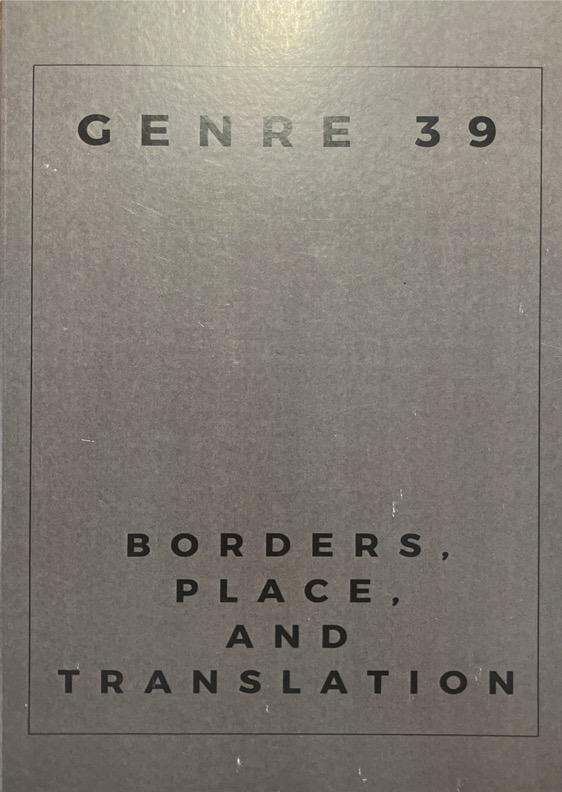 GENRE 39
BORDERS,
PLACE,
AND
TRANSLATION